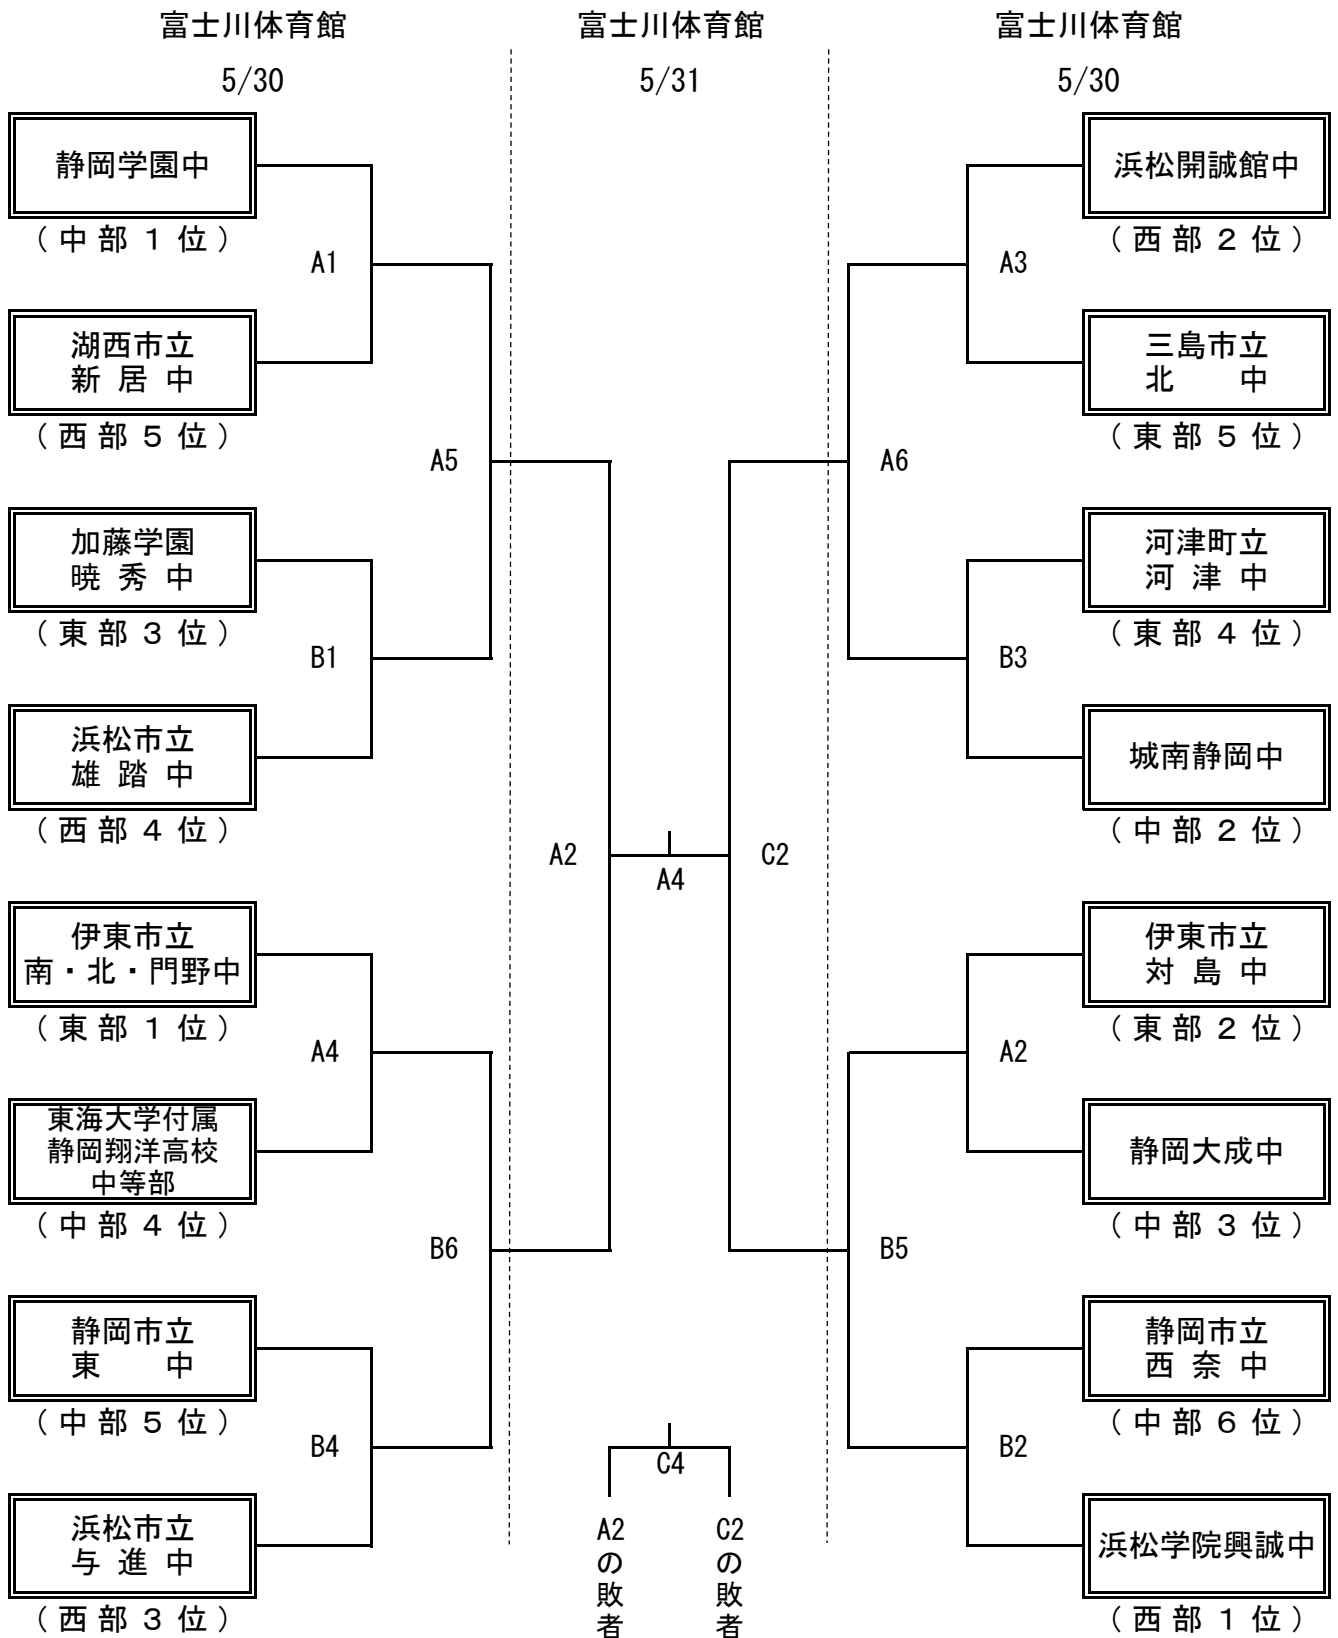 富士川体育館
5/30
静岡学園中
（中部１位）
A1
湖西市立
新居中
（西部５位）
A5
加藤学園
暁秀中
（東部３位）
B1
浜松市立
雄踏中
（西部４位）
伊東市立
南・北・門野中
（東部１位）
A4
東海大学付属
静岡翔洋高校
中等部
（中部４位）
B6
静岡市立
東　中
（中部５位）
B4
浜松市立
与進中
（西部３位）
富士川体育館
5/31
A2
A4
C2
C4
A2の敗者
C2の敗者
富士川体育館
5/30
浜松開誠館中
（西部２位）
A3
三島市立
北　中
（東部５位）
A6
河津町立
河津中
（東部４位）
B3
城南静岡中
（中部２位）
伊東市立
対島中
（東部２位）
A2
静岡大成中
（中部３位）
B5
静岡市立
西奈中
（中部６位）
B2
浜松学院興誠中
（西部１位）